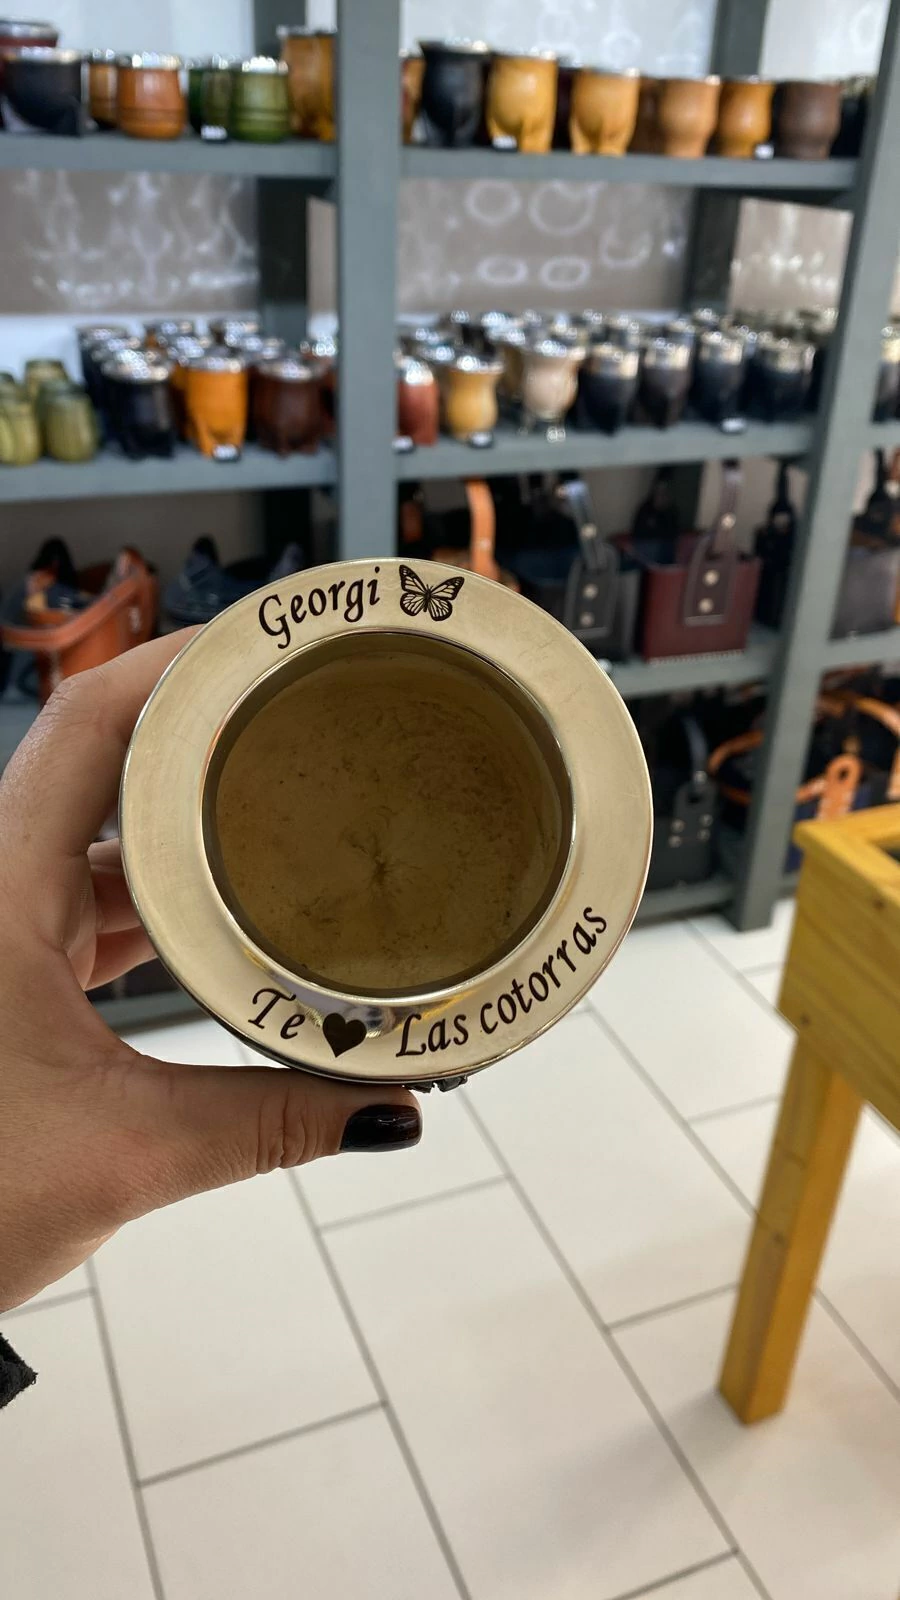 Georgi
Te ♥ Las cotorras